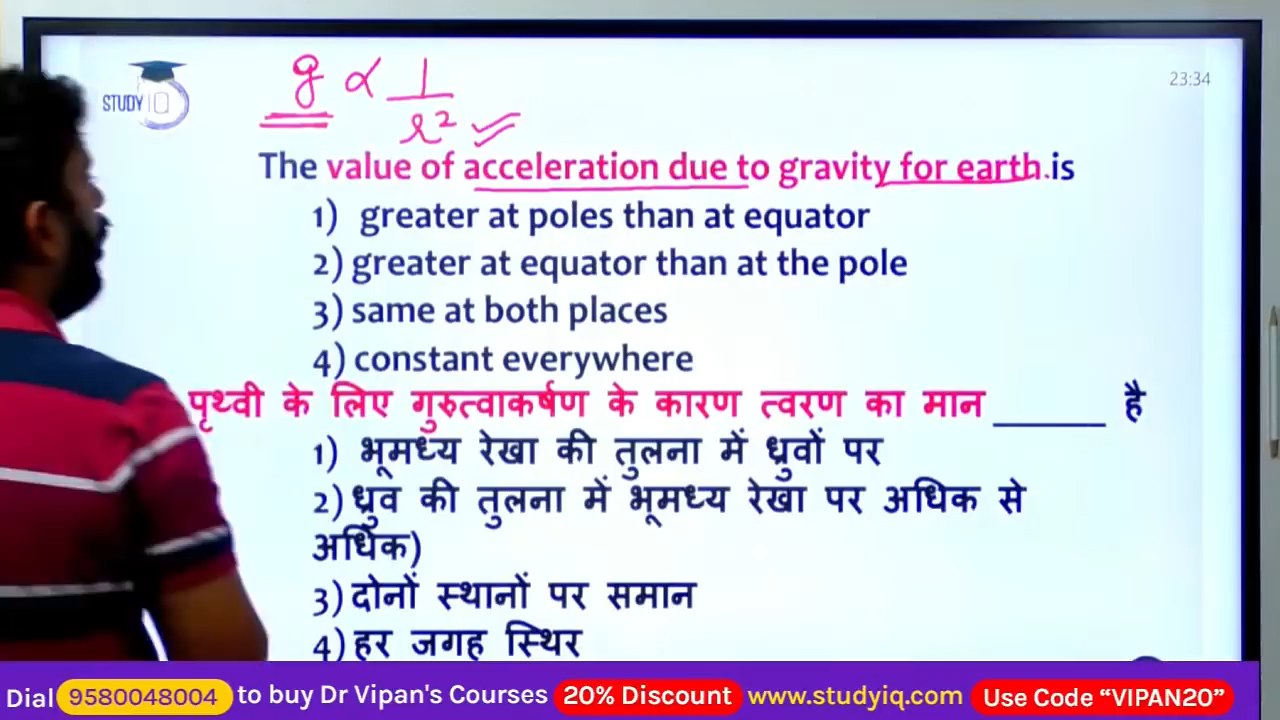 g ∝ 1/r²
STUDY IQ
23:34
The value of acceleration due to gravity for earth is
1) greater at poles than at equator
2) greater at equator than at the pole
3) same at both places
4) constant everywhere
पृथ्वी के लिए गुरुत्वाकर्षण के कारण त्वरण का मान ______ है
1) भूमध्य रेखा की तुलना में ध्रुवों पर
2) ध्रुव की तुलना में भूमध्य रेखा पर अधिक से
अधिक)
3) दोनों स्थानों पर समान
4) हर जगह स्थिर
Dial 9580048004 to buy Dr Vipan's Courses 20% Discount www.studyiq.com Use Code “VIPAN20”